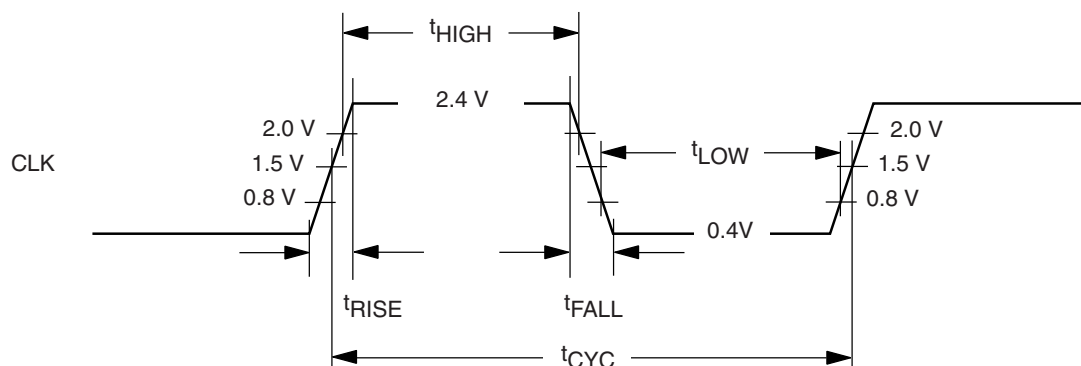 tHIGH
2.4 V
2.0 V
2.0 V
CLK
1.5 V
tLOW
1.5 V
0.8 V
0.8 V
0.4V
tRISE
tFALL
tCYC